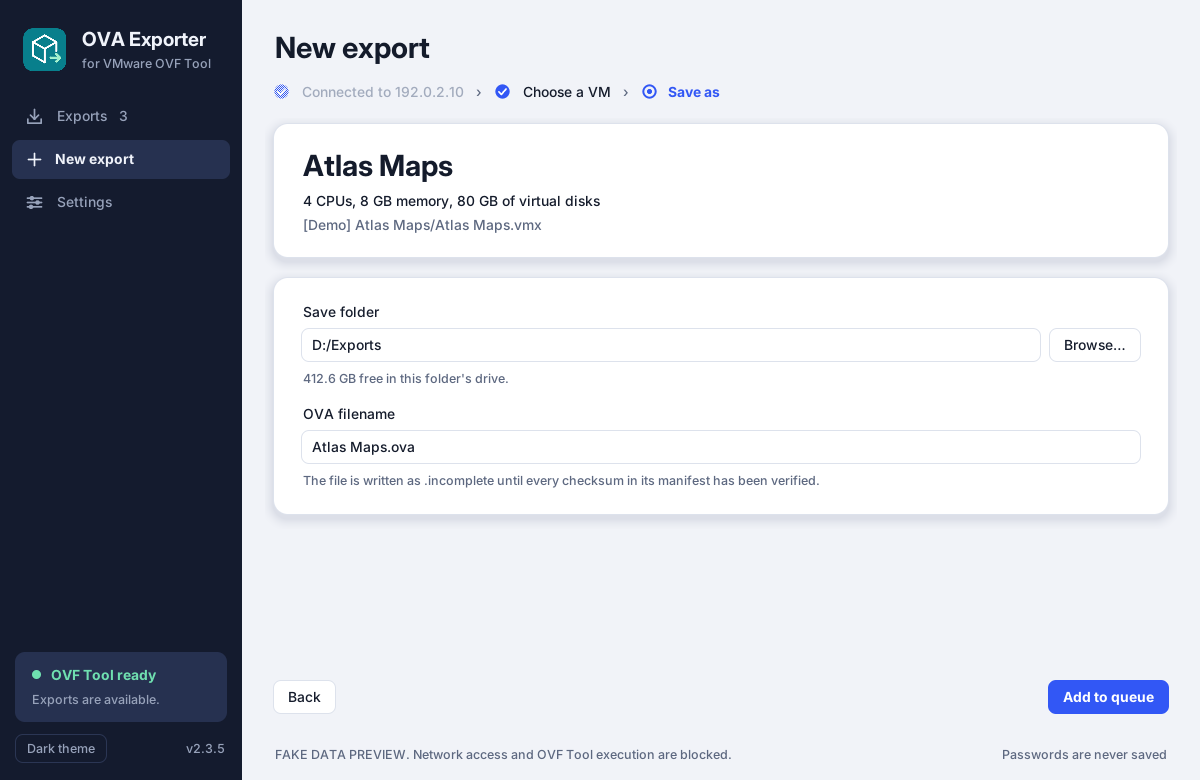 OVA Exporter
for VMware OVF Tool
Exports 3
New export
Settings
OVF Tool ready
Exports are available.
Dark theme
v2.3.5
New export
Connected to 192.0.2.10 › Choose a VM › Save as
Atlas Maps
4 CPUs, 8 GB memory, 80 GB of virtual disks
[Demo] Atlas Maps/Atlas Maps.vmx
Save folder
D:/Exports
Browse...
412.6 GB free in this folder's drive.
OVA filename
Atlas Maps.ova
The file is written as .incomplete until every checksum in its manifest has been verified.
Back
Add to queue
FAKE DATA PREVIEW. Network access and OVF Tool execution are blocked.
Passwords are never saved